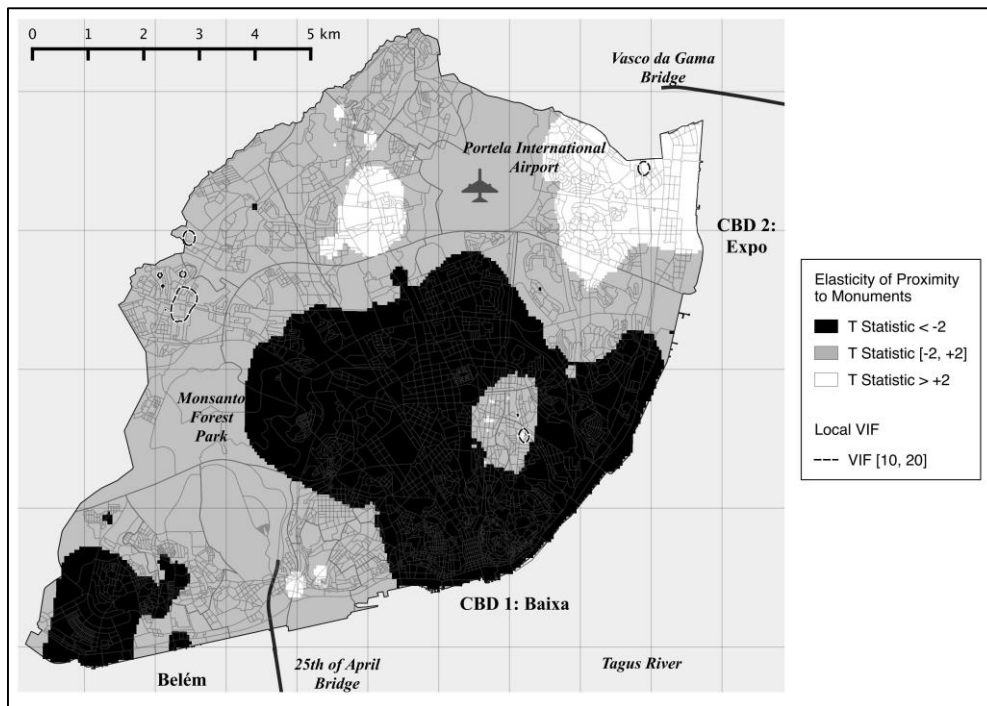 0 1 2 3 4 5 km
Vasco da Gama
Bridge
Portela International
Airport
CBD 2:
Expo
Monsanto
Forest
Park
CBD 1: Baixa
25th of April
Bridge
Tagus River
Belém
Elasticity of Proximity
to Monuments
T Statistic < -2
T Statistic [-2, +2]
T Statistic > +2
Local VIF
VIF [10, 20]